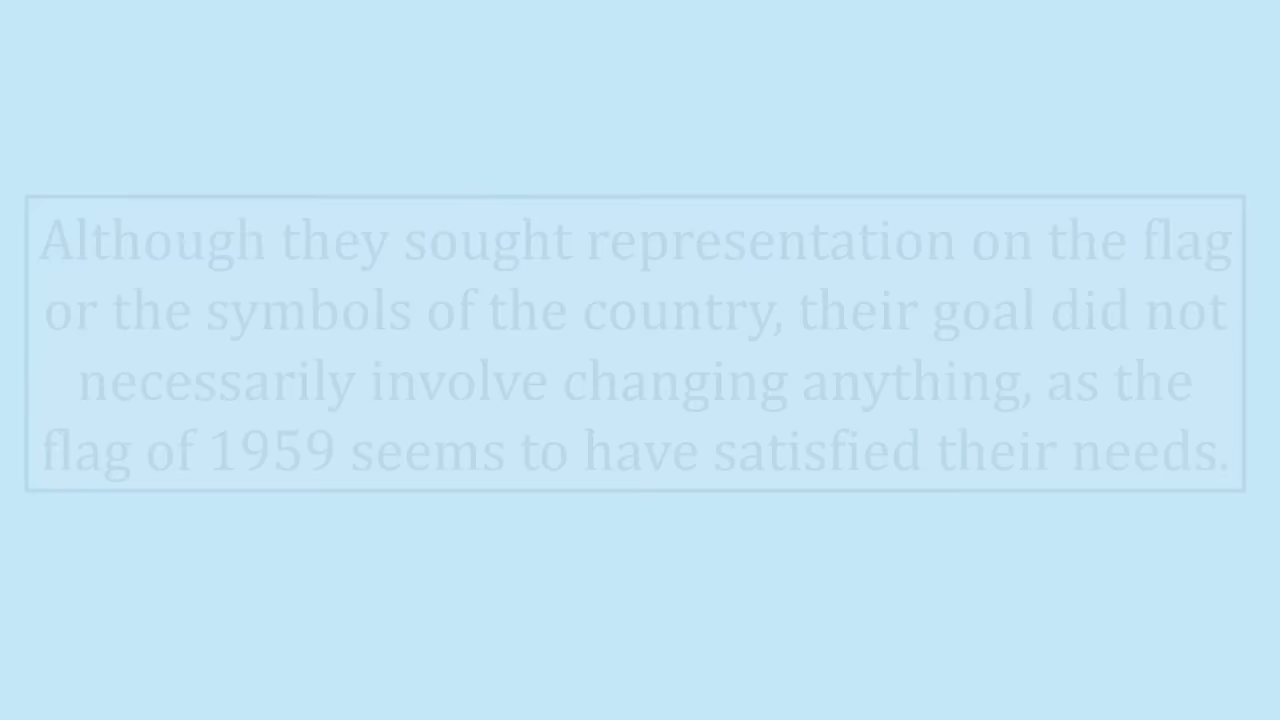 Although they sought representation on the flag
or the symbols of the country, their goal did not
necessarily involve changing anything, as the
flag of 1959 seems to have satisfied their needs.